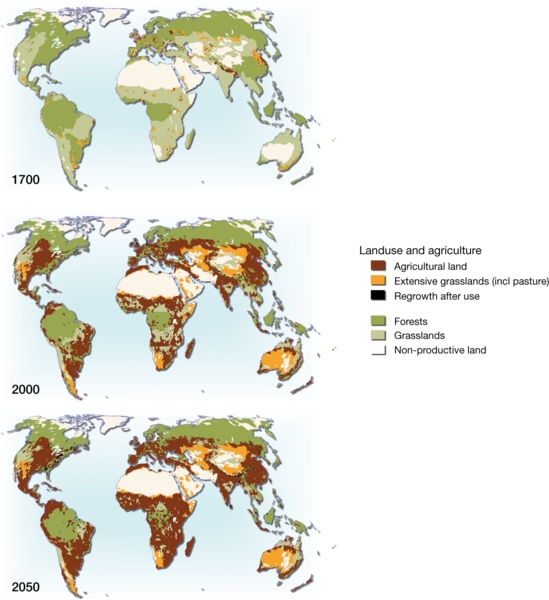 1700
Landuse and agriculture
Agricultural land
Extensive grasslands (incl pasture)
Regrowth after use
Forests
Grasslands
Non-productive land
2000
2050